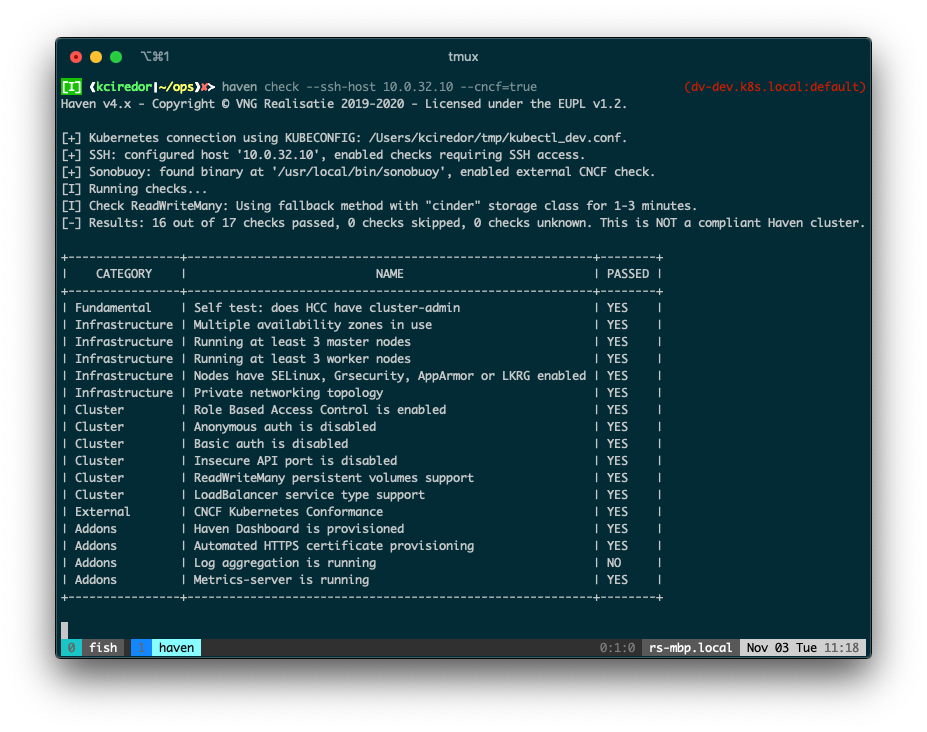 ⌥⌘1 tmux
[I] (kciredor|~/ops)✘> haven check --ssh-host 10.0.32.10 --cncf=true (dv-dev.k8s.local:default)
Haven v4.x - Copyright © VNG Realisatie 2019-2020 - Licensed under the EUPL v1.2.
[+] Kubernetes connection using KUBECONFIG: /Users/kciredor/tmp/kubectl_dev.conf.
[+] SSH: configured host '10.0.32.10', enabled checks requiring SSH access.
[+] Sonobuoy: found binary at '/usr/local/bin/sonobuoy', enabled external CNCF check.
[I] Running checks...
[I] Check ReadWriteMany: Using fallback method with "cinder" storage class for 1-3 minutes.
[-] Results: 16 out of 17 checks passed, 0 checks skipped, 0 checks unknown. This is NOT a compliant Haven cluster.
| CATEGORY | NAME | PASSED |
| Fundamental | Self test: does HCC have cluster-admin | YES |
| Infrastructure | Multiple availability zones in use | YES |
| Infrastructure | Running at least 3 master nodes | YES |
| Infrastructure | Running at least 3 worker nodes | YES |
| Infrastructure | Nodes have SELinux, Grsecurity, AppArmor or LKRG enabled | YES |
| Infrastructure | Private networking topology | YES |
| Cluster | Role Based Access Control is enabled | YES |
| Cluster | Anonymous auth is disabled | YES |
| Cluster | Basic auth is disabled | YES |
| Cluster | Insecure API port is disabled | YES |
| Cluster | ReadWriteMany persistent volumes support | YES |
| Cluster | LoadBalancer service type support | YES |
| External | CNCF Kubernetes Conformance | YES |
| Addons | Haven Dashboard is provisioned | YES |
| Addons | Automated HTTPS certificate provisioning | YES |
| Addons | Log aggregation is running | NO |
| Addons | Metrics-server is running | YES |
0 fish 1 haven 0:1:0 rs-mbp.local Nov 03 Tue 11:18